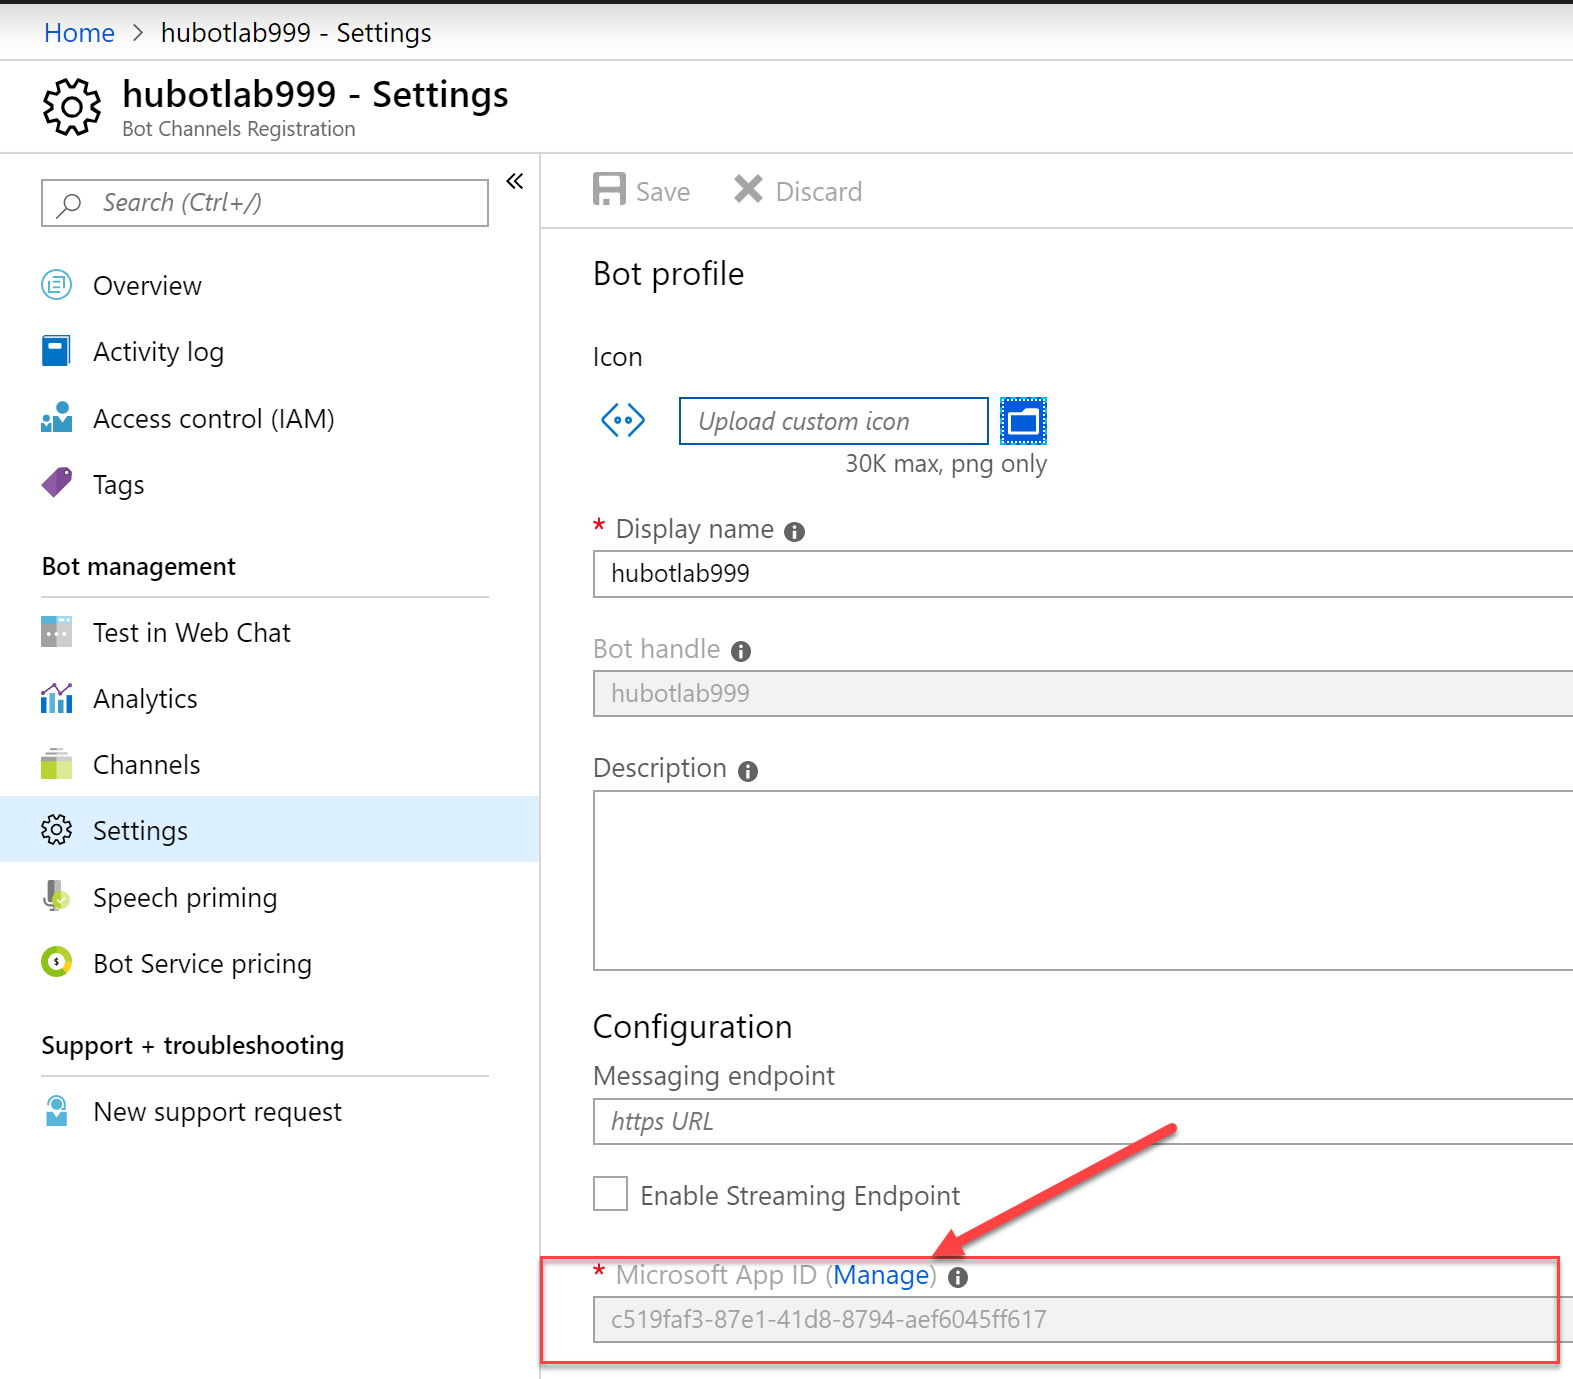 Home > hubotlab999 - Settings
hubotlab999 - Settings
Bot Channels Registration
Search (Ctrl+/)
«
Overview
Activity log
Access control (IAM)
Tags
Bot management
Test in Web Chat
Analytics
Channels
Settings
Speech priming
Bot Service pricing
Support + troubleshooting
New support request
Save
Discard
Bot profile
Icon
Upload custom icon
30K max, png only
* Display name
hubotlab999
Bot handle
hubotlab999
Description
Configuration
Messaging endpoint
https URL
Enable Streaming Endpoint
* Microsoft App ID (Manage)
c519faf3-87e1-41d8-8794-aef6045ff617